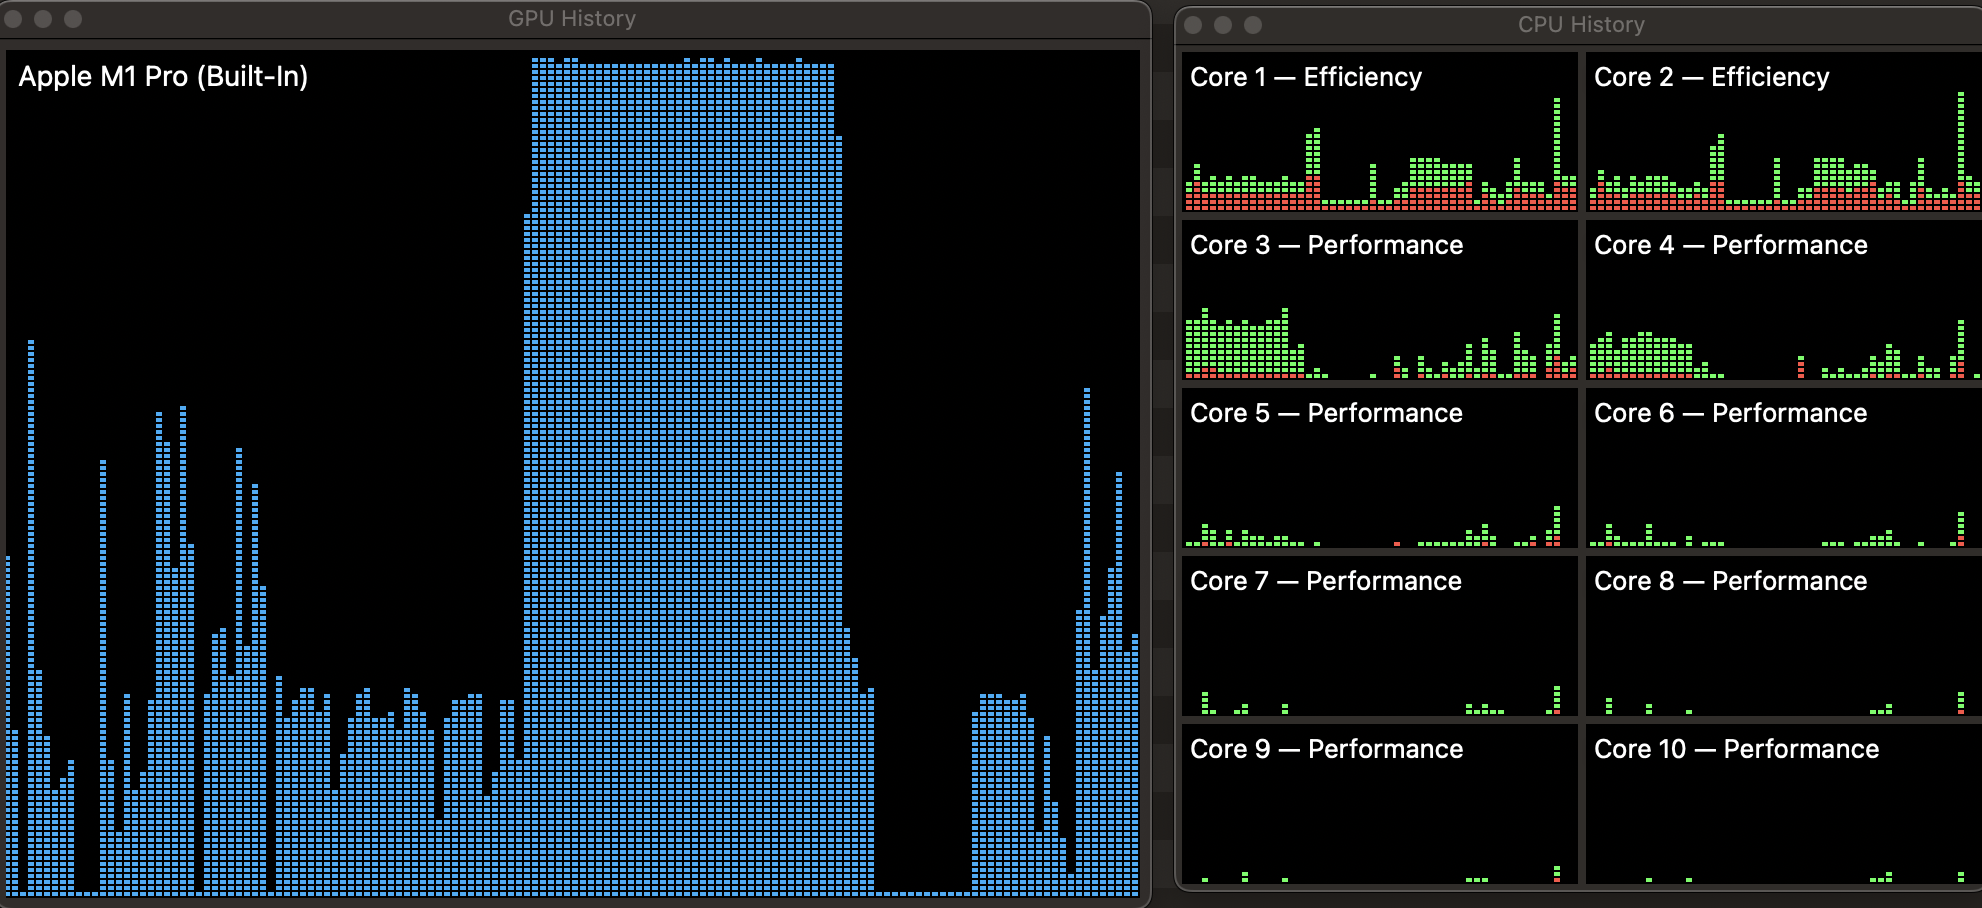 GPU History
Apple M1 Pro (Built-In)
CPU History
Core 1 — Efficiency
Core 2 — Efficiency
Core 3 — Performance
Core 4 — Performance
Core 5 — Performance
Core 6 — Performance
Core 7 — Performance
Core 8 — Performance
Core 9 — Performance
Core 10 — Performance